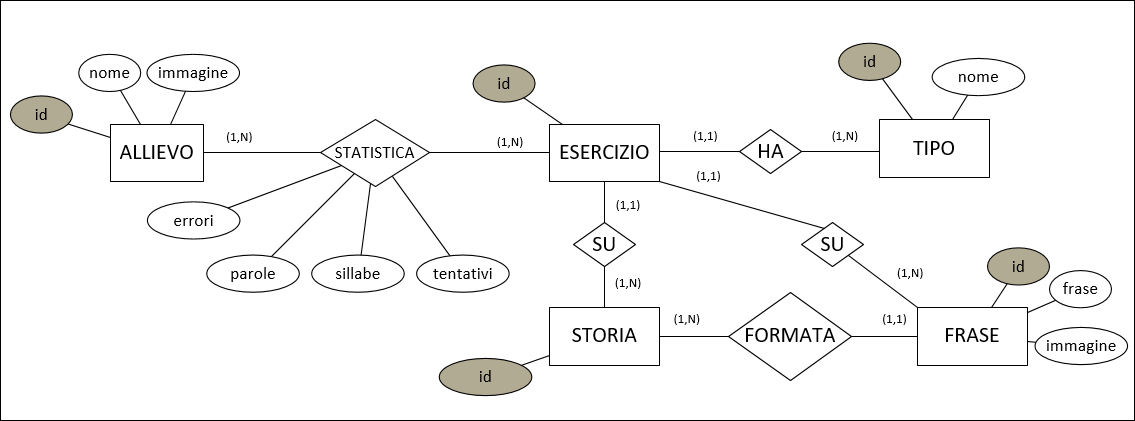 id
nome
immagine
id
id
nome
ALLIEVO
(1,N)
STATISTICA
(1,N)
ESERCIZIO
(1,1)
HA
(1,N)
TIPO
(1,1)
errori
parole
sillabe
tentativi
(1,1)
SU
(1,N)
SU
(1,N)
id
frase
immagine
STORIA
(1,N)
FORMATA
(1,1)
FRASE
id